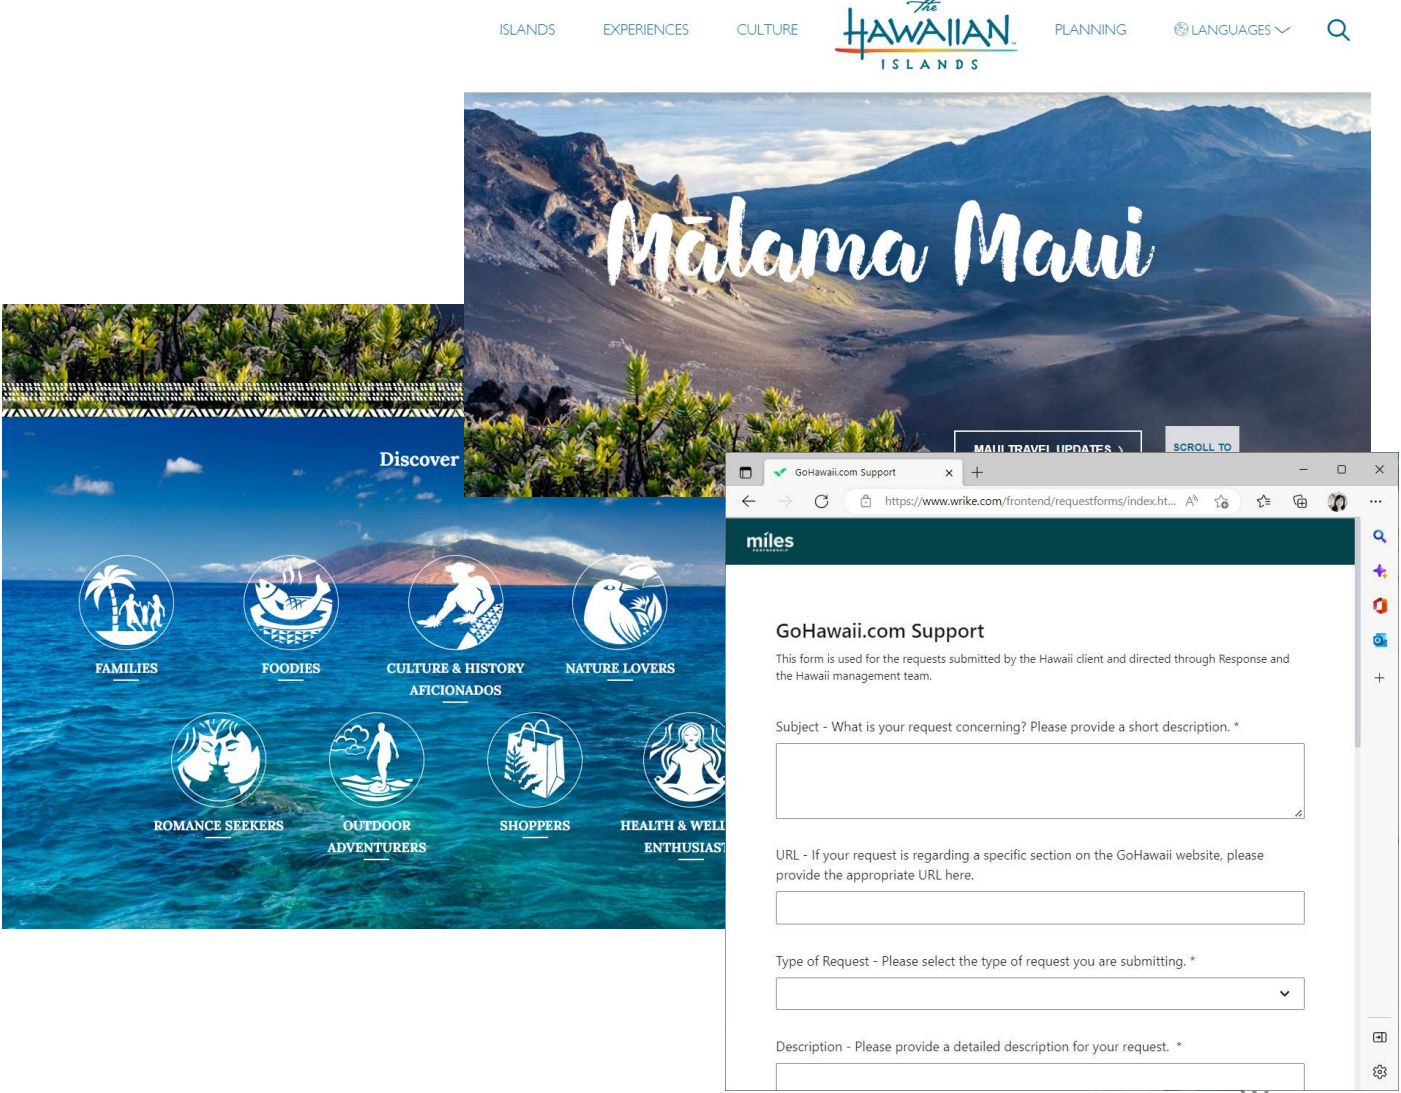 ISLANDS EXPERIENCES CULTURE The HAWAIIAN ISLANDS PLANNING LANGUAGES
Mālama Maui
MAUI TRAVEL UPDATES
SCROLL TO
Discover
FAMILIES
FOODIES
CULTURE & HISTORY
AFICIONADOS
NATURE LOVERS
ROMANCE SEEKERS
OUTDOOR
ADVENTURERS
SHOPPERS
HEALTH & WELL
ENTHUSIAST
GoHawaii.com Support
https://www.wrike.com/frontend/requestforms/index.ht...
miles
PARTNERSHIP
GoHawaii.com Support
This form is used for the requests submitted by the Hawaii client and directed through Response and
the Hawaii management team.
Subject - What is your request concerning? Please provide a short description. *
URL - If your request is regarding a specific section on the GoHawaii website, please
provide the appropriate URL here.
Type of Request - Please select the type of request you are submitting. *
Description - Please provide a detailed description for your request. *